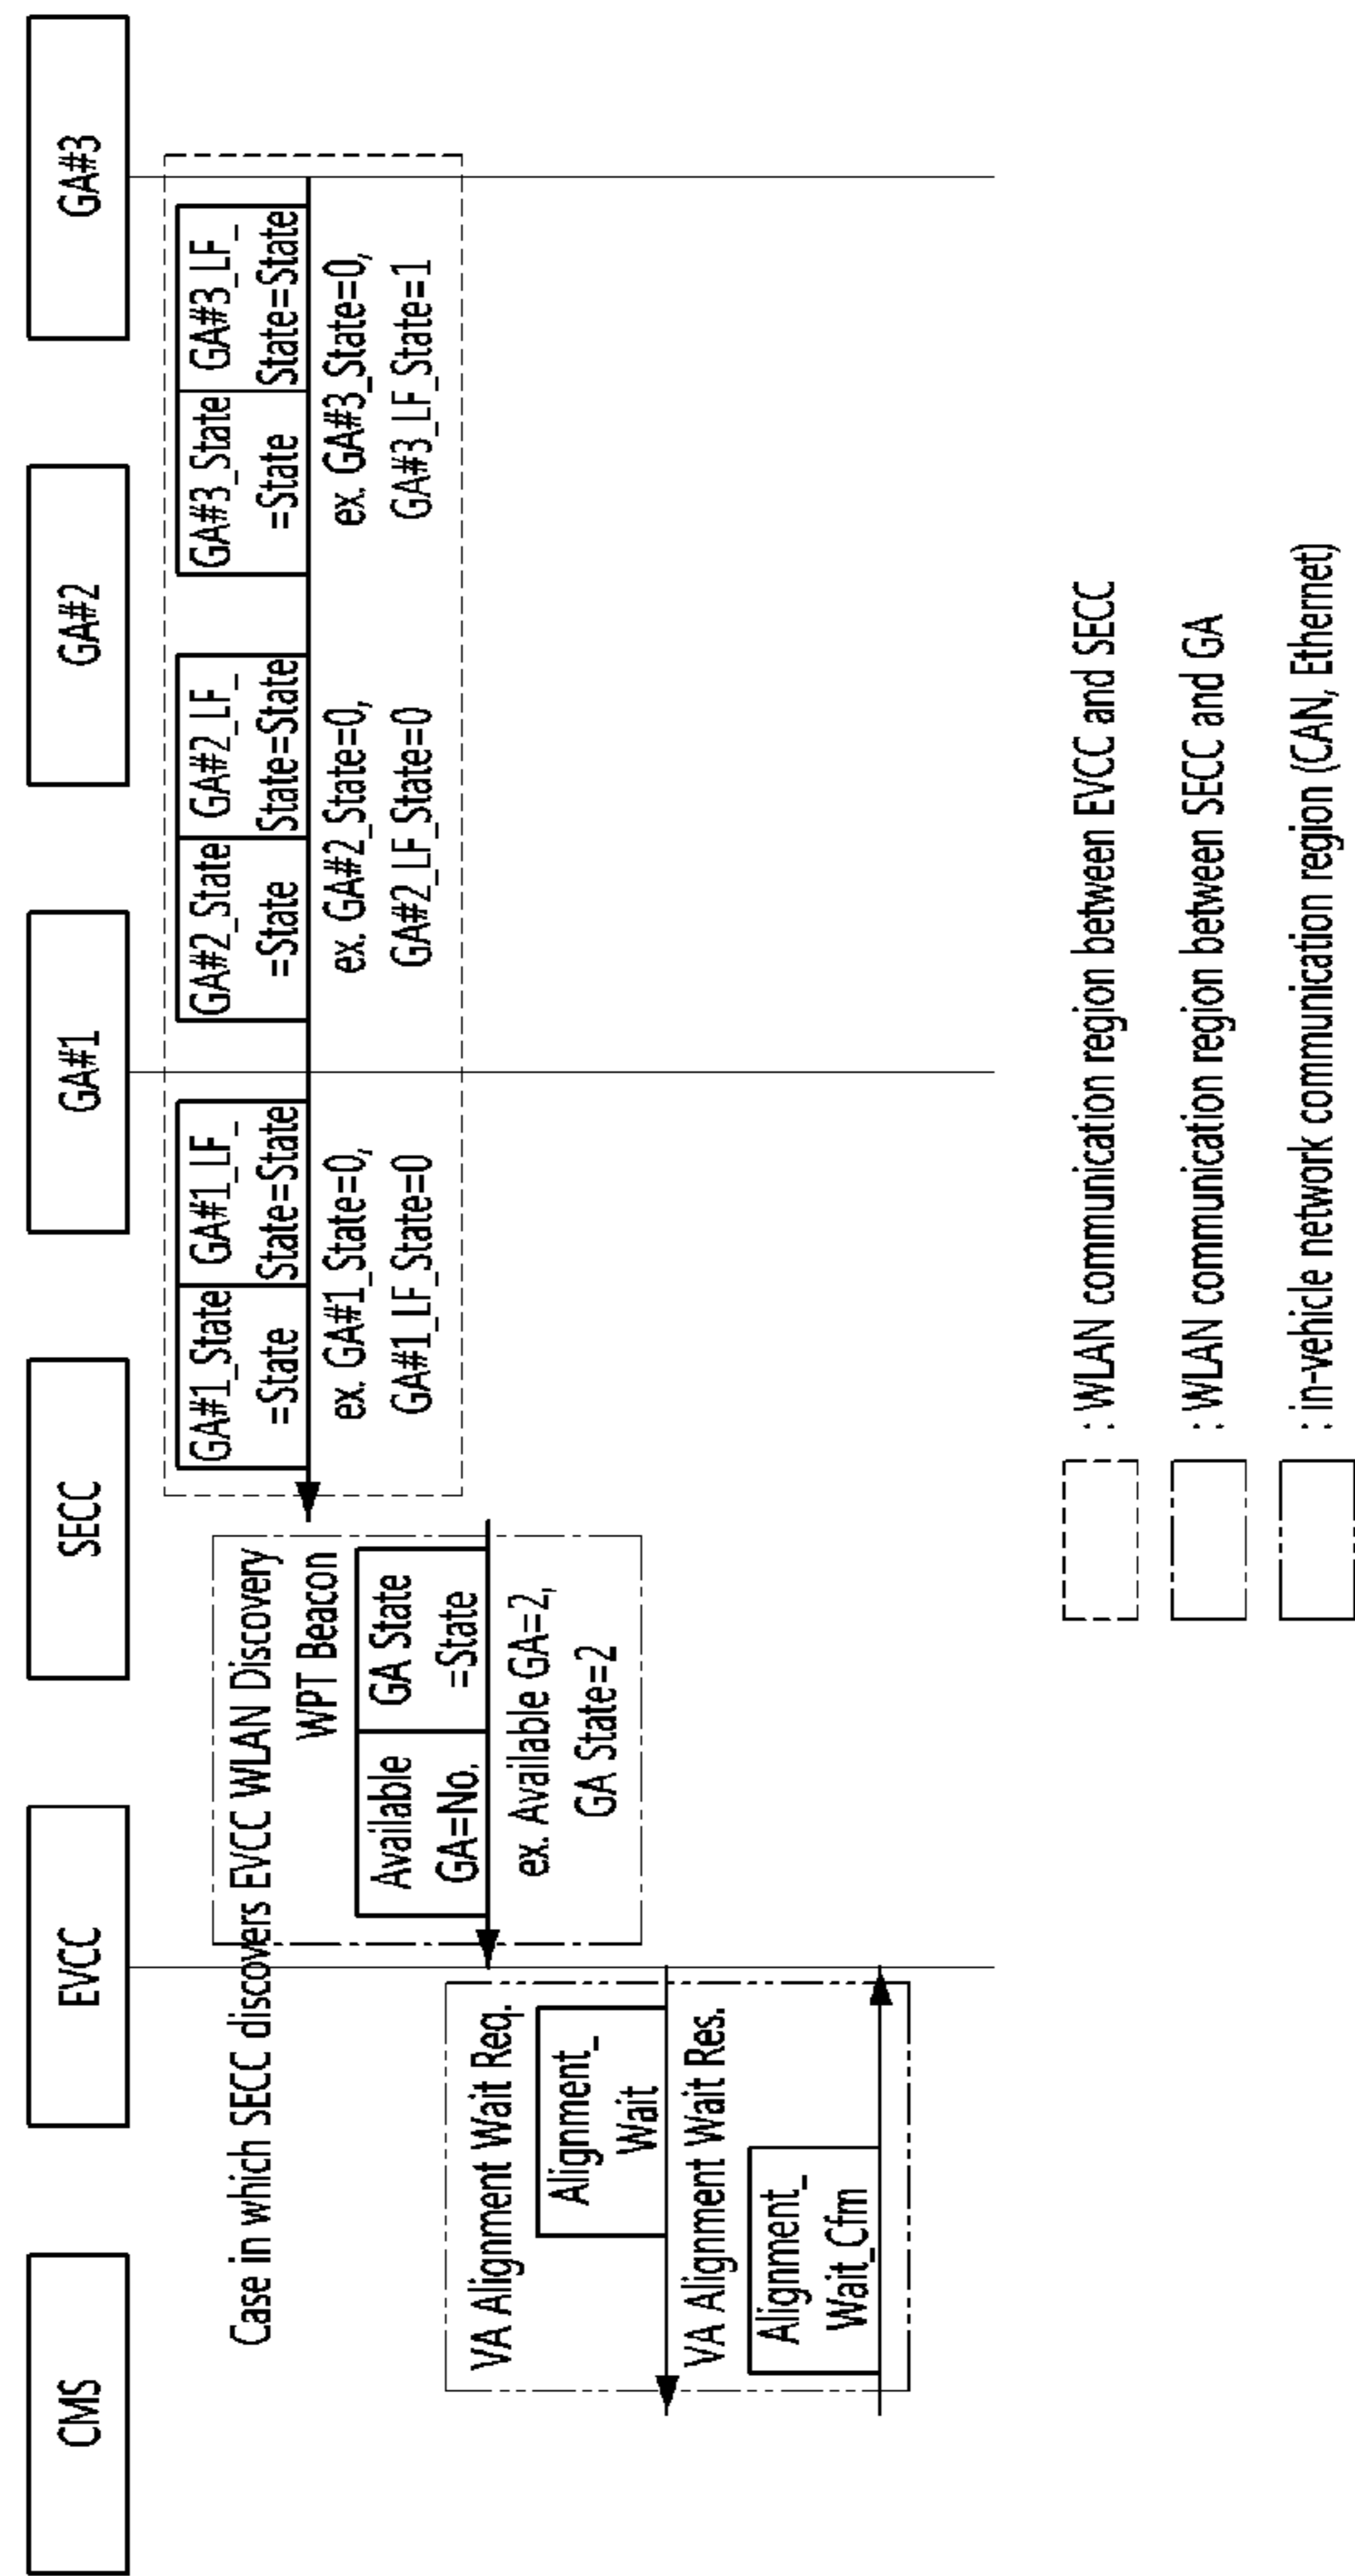 CMS
EVCC
SECC
GA#1
GA#2
GA#3
GA#1_State
=State
GA#1_LF_
State=State
ex. GA#1_State=0,
GA#1_LF_State=0
GA#2_State
=State
GA#2_LF_
State=State
ex. GA#2_State=0,
GA#2_LF_State=0
GA#3_State
=State
GA#3_LF_
State=State
ex. GA#3_State=0,
GA#3_LF_State=1
Case in which SECC discovers EVCC WLAN Discovery
WPT Beacon
Available
GA=No.
GA State
=State
ex. Available GA=2,
GA State=2
VA Alignment Wait Req.
Alignment_
Wait
VA Alignment Wait Res.
Alignment_
Wait_Cfm
: WLAN communication region between EVCC and SECC
: WLAN communication region between SECC and GA
: in-vehicle network communication region (CAN, Ethernet)